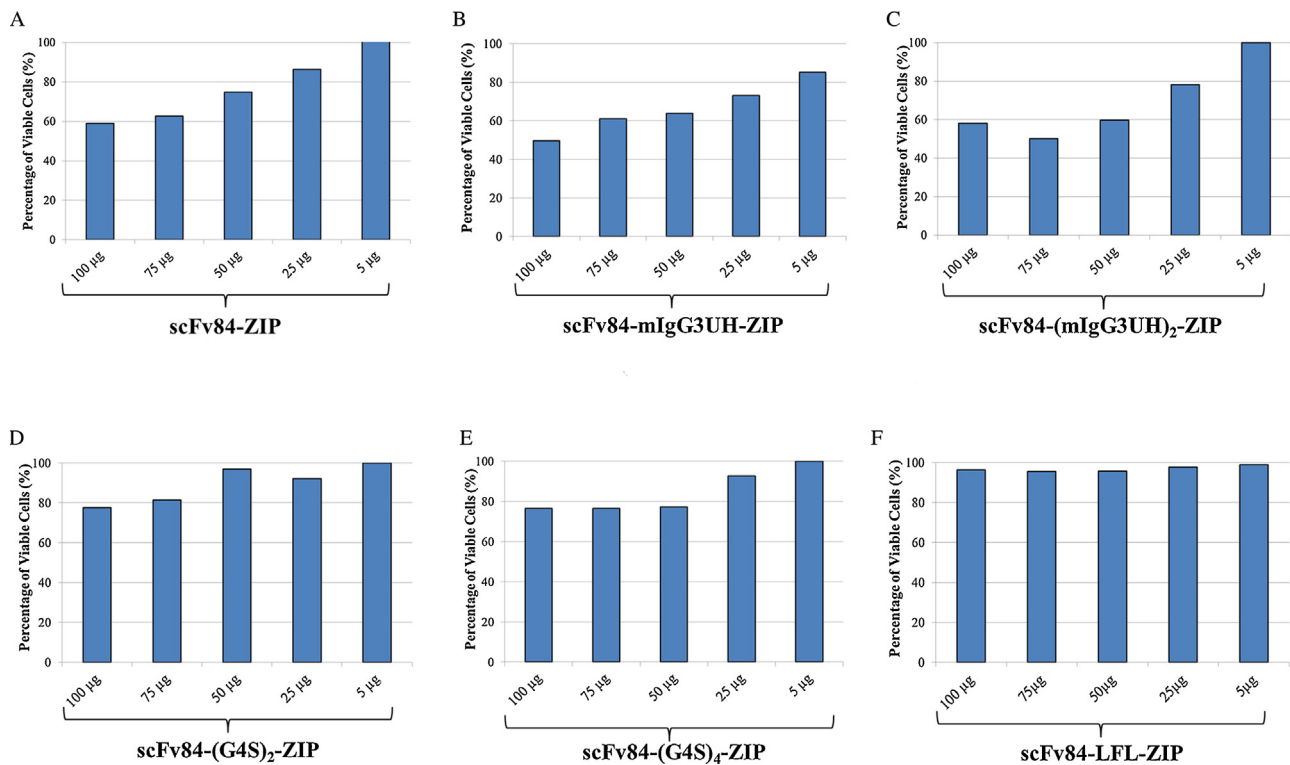 A
Percentage of Viable Cells (%)
100
80
60
40
20
0
100 µg
75 µg
50 µg
25 µg
5 µg
scFv84-ZIP
B
Percentage of Viable Cells (%)
100
80
60
40
20
0
100 µg
75 µg
50 µg
25 µg
5 µg
scFv84-mIgG3UH-ZIP
C
Percentage of Viable Cells (%)
100
80
60
40
20
0
100 µg
75 µg
50 µg
25 µg
5 µg
scFv84-(mIgG3UH)₂-ZIP
D
Percentage of Viable Cells (%)
100
80
60
40
20
0
100 µg
75 µg
50 µg
25 µg
5 µg
scFv84-(G4S)₂-ZIP
E
Percentage of Viable Cells (%)
100
80
60
40
20
0
100 µg
75 µg
50 µg
25 µg
5 µg
scFv84-(G4S)₄-ZIP
F
Percentage of Viable Cells (%)
100
80
60
40
20
0
100 µg
75µg
50µg
25µg
5µg
scFv84-LFL-ZIP